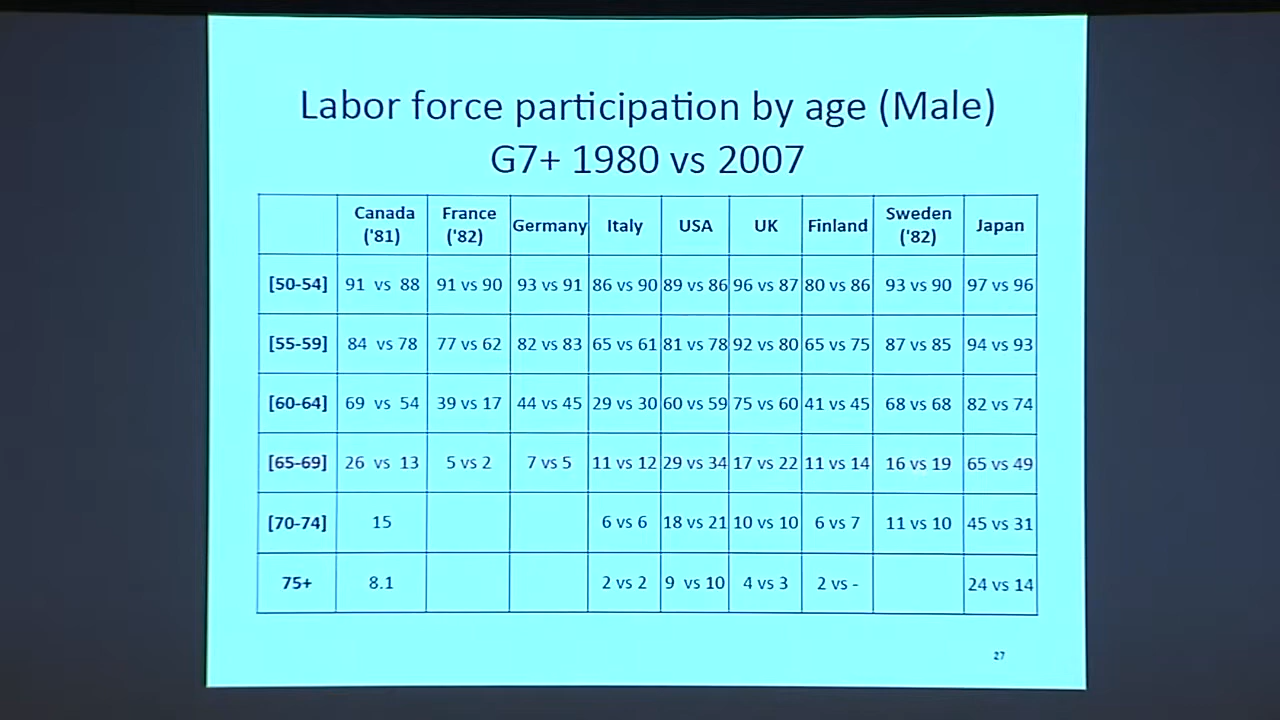 Labor force participation by age (Male)
G7+ 1980 vs 2007
Canada ('81) France ('82) Germany Italy USA UK Finland Sweden ('82) Japan
[50-54] 91 vs 88 91 vs 90 93 vs 91 86 vs 90 89 vs 86 96 vs 87 80 vs 86 93 vs 90 97 vs 96
[55-59] 84 vs 78 77 vs 62 82 vs 83 65 vs 61 81 vs 78 92 vs 80 65 vs 75 87 vs 85 94 vs 93
[60-64] 69 vs 54 39 vs 17 44 vs 45 29 vs 30 60 vs 59 75 vs 60 41 vs 45 68 vs 68 82 vs 74
[65-69] 26 vs 13 5 vs 2 7 vs 5 11 vs 12 29 vs 34 17 vs 22 11 vs 14 16 vs 19 65 vs 49
[70-74] 15 6 vs 6 18 vs 21 10 vs 10 6 vs 7 11 vs 10 45 vs 31
75+ 8.1 2 vs 2 9 vs 10 4 vs 3 2 vs - 24 vs 14
27